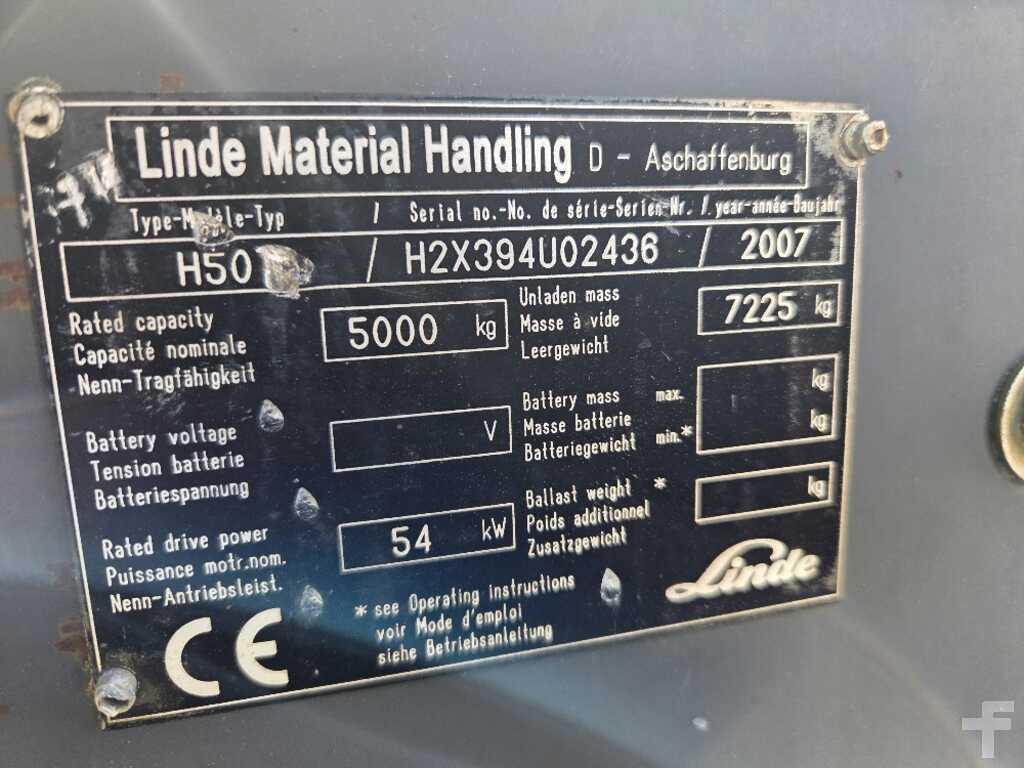 Linde Material Handling D - Aschaffenburg
Type-Modèle-Typ / Serial no.-No. de série-Serien-Nr. / year-année-Baujahr
H50 / H2X394U02436 / 2007
Rated capacity
Capacité nominale
Nenn-Tragfähigkeit
5000 kg
Unladen mass
Masse à vide
Leergewicht
7225 kg
Battery voltage
Tension batterie
Batteriespannung
V
Battery mass max.
Masse batterie
Batteriegewicht min.*
kg
kg
Rated drive power
Puissance motr.nom.
Nenn-Antriebsleist.
54 kW
Ballast weight *
Poids additionnel
Zusatzgewicht
kg
* see Operating instructions
voir Mode d'emploi
siehe Betriebsanleitung
CE
Linde